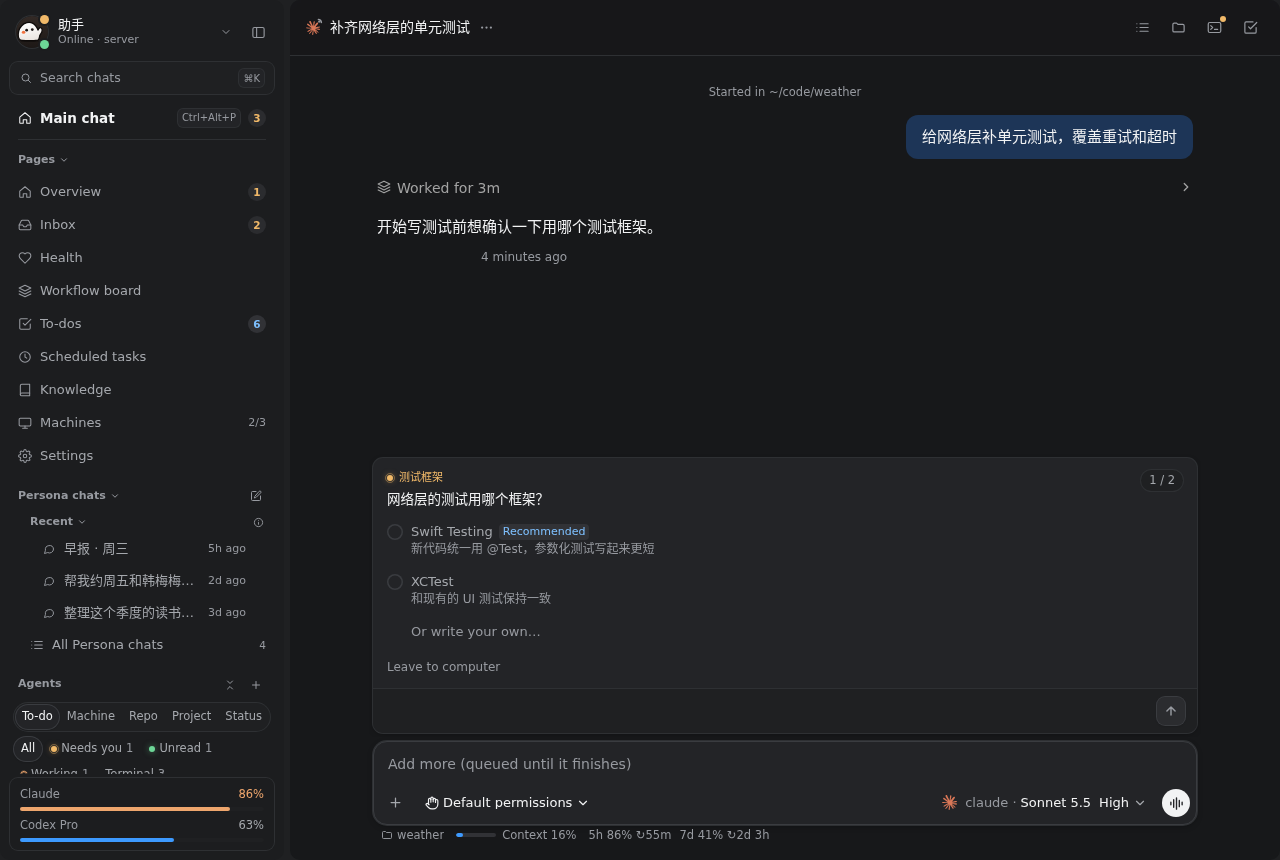 助手
Online · server
Search chats ⌘K
Main chat Ctrl+Alt+P 3
Pages
Overview 1
Inbox 2
Health
Workflow board
To-dos 6
Scheduled tasks
Knowledge
Machines 2/3
Settings
Persona chats
Recent
早报 · 周三 5h ago
帮我约周五和韩梅梅… 2d ago
整理这个季度的读书… 3d ago
All Persona chats 4
Agents
To-do Machine Repo Project Status
All Needs you 1 Unread 1
Working 1 Terminal 3
Claude 86%
Codex Pro 63%
补齐网络层的单元测试 ···
Started in ~/code/weather
给网络层补单元测试，覆盖重试和超时
Worked for 3m
开始写测试前想确认一下用哪个测试框架。
4 minutes ago
测试框架 1 / 2
网络层的测试用哪个框架？
Swift Testing Recommended
新代码统一用 @Test，参数化测试写起来更短
XCTest
和现有的 UI 测试保持一致
Or write your own…
Leave to computer
Add more (queued until it finishes)
Default permissions claude · Sonnet 5.5 High
weather Context 16% 5h 86% ↻55m 7d 41% ↻2d 3h